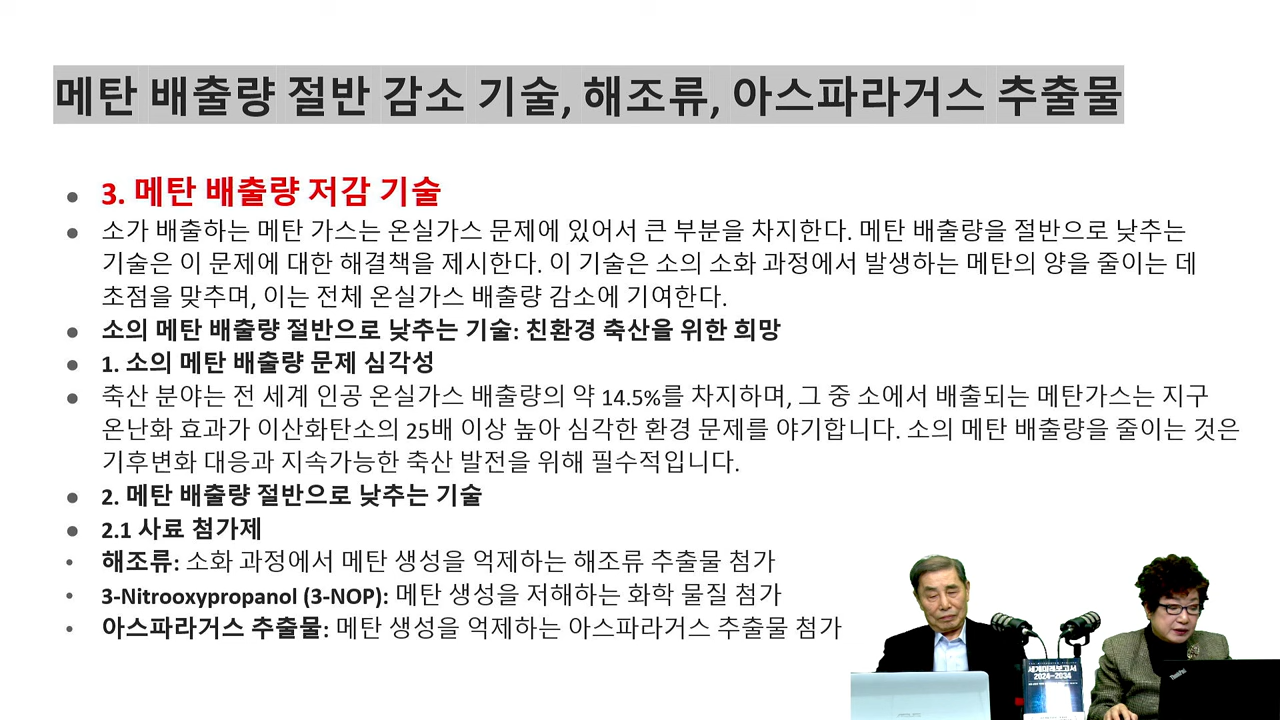 메탄 배출량 절반 감소 기술, 해조류, 아스파라거스 추출물
3. 메탄 배출량 저감 기술
소가 배출하는 메탄 가스는 온실가스 문제에 있어서 큰 부분을 차지한다. 메탄 배출량을 절반으로 낮추는
기술은 이 문제에 대한 해결책을 제시한다. 이 기술은 소의 소화 과정에서 발생하는 메탄의 양을 줄이는 데
초점을 맞추며, 이는 전체 온실가스 배출량 감소에 기여한다.
소의 메탄 배출량 절반으로 낮추는 기술: 친환경 축산을 위한 희망
1. 소의 메탄 배출량 문제 심각성
축산 분야는 전 세계 인공 온실가스 배출량의 약 14.5%를 차지하며, 그 중 소에서 배출되는 메탄가스는 지구
온난화 효과가 이산화탄소의 25배 이상 높아 심각한 환경 문제를 야기합니다. 소의 메탄 배출량을 줄이는 것은
기후변화 대응과 지속가능한 축산 발전을 위해 필수적입니다.
2. 메탄 배출량 절반으로 낮추는 기술
2.1 사료 첨가제
해조류: 소화 과정에서 메탄 생성을 억제하는 해조류 추출물 첨가
3-Nitrooxypropanol (3-NOP): 메탄 생성을 저해하는 화학 물질 첨가
아스파라거스 추출물: 메탄 생성을 억제하는 아스파라거스 추출물 첨가
세계미래보고서
2024-2034
ThinkPad